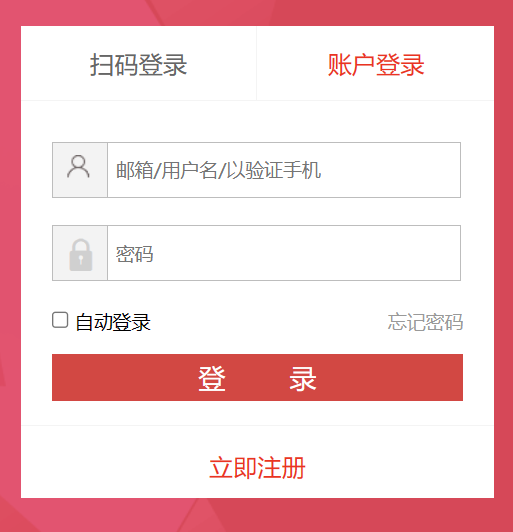 扫码登录 账户登录
邮箱/用户名/以验证手机
密码
自动登录 忘记密码
登 录
立即注册